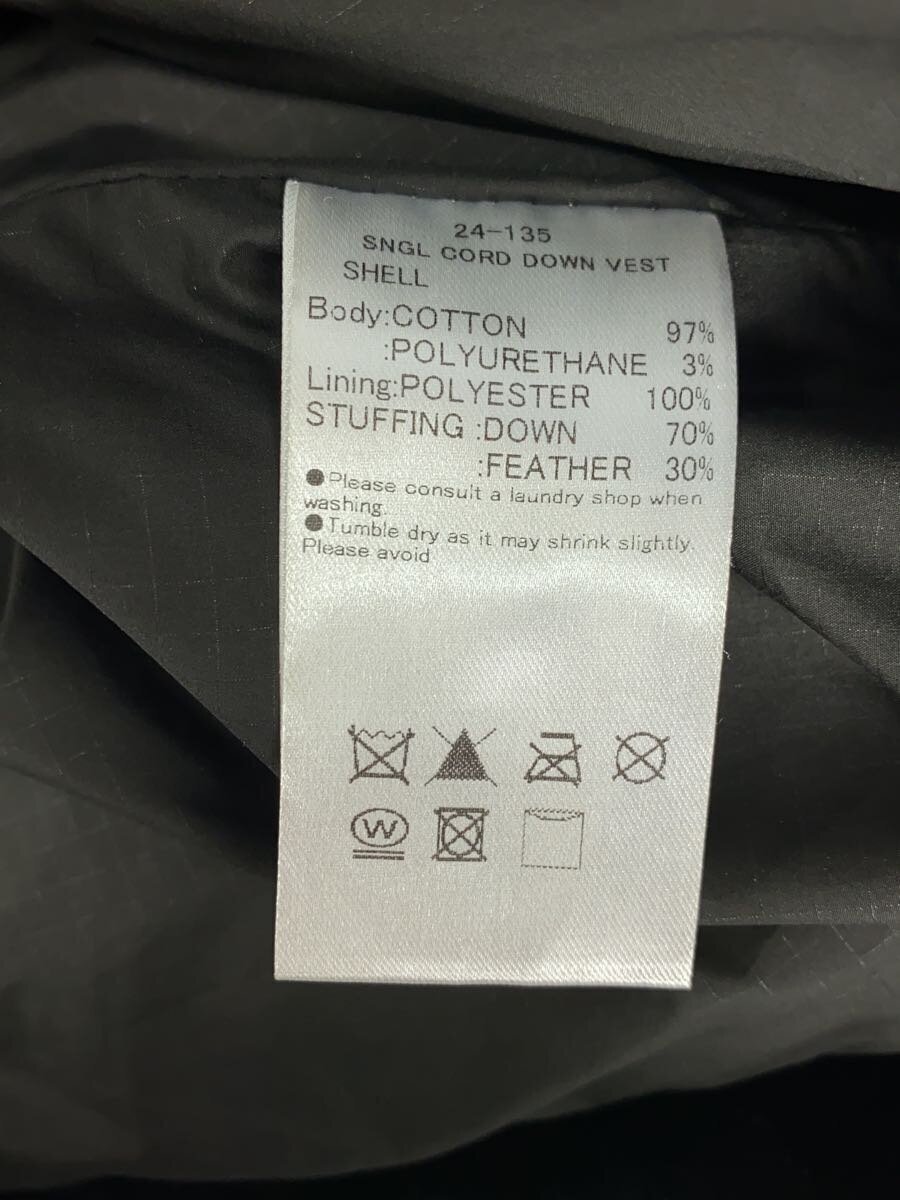 24-135
SNGL CORD DOWN VEST
SHELL
Body:COTTON 97%
:POLYURETHANE 3%
Lining:POLYESTER 100%
STUFFING :DOWN 70%
:FEATHER 30%
●Please consult a laundry shop when
washing.
●Tumble dry as it may shrink slightly.
Please avoid
W